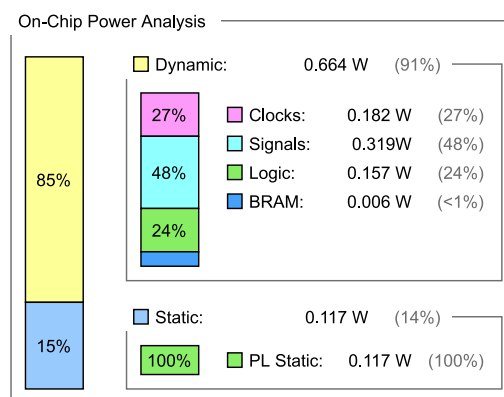 On-Chip Power Analysis
Dynamic: 0.664 W (91%)
85%
27%
Clocks: 0.182 W (27%)
48%
Signals: 0.319W (48%)
Logic: 0.157 W (24%)
24%
BRAM: 0.006 W (<1%)
Static: 0.117 W (14%)
15%
100%
PL Static: 0.117 W (100%)